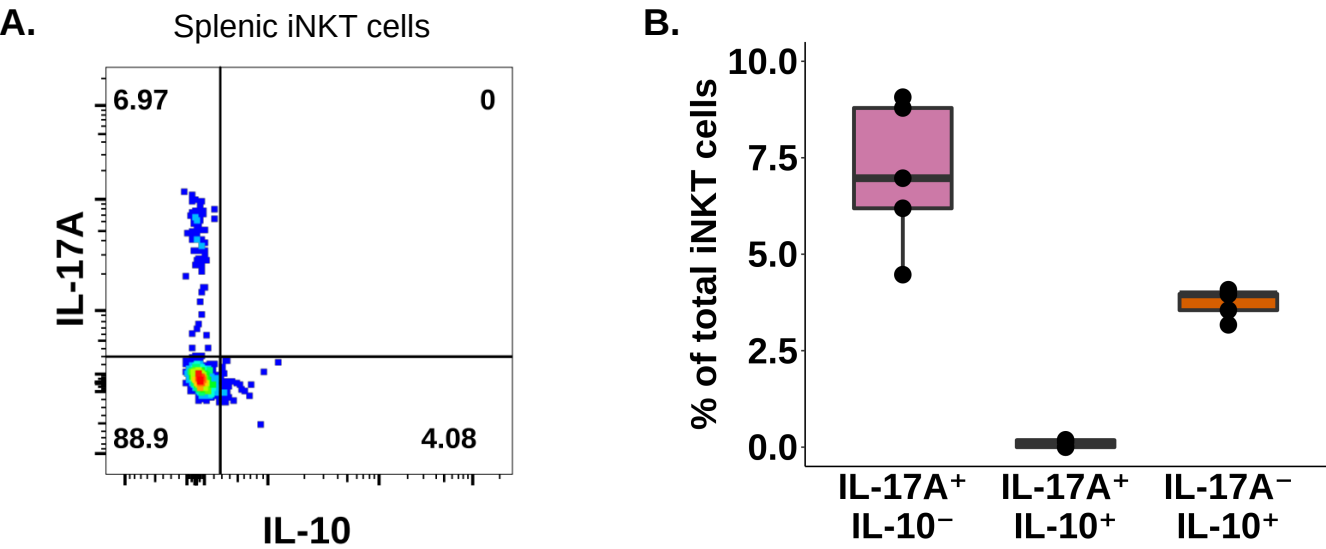 A.
Splenic iNKT cells
6.97
0
88.9
4.08
IL-17A
IL-10
B.
% of total iNKT cells
10.0
7.5
5.0
2.5
0.0
IL-17A⁺
IL-10⁻
IL-17A⁺
IL-10⁺
IL-17A⁻
IL-10⁺